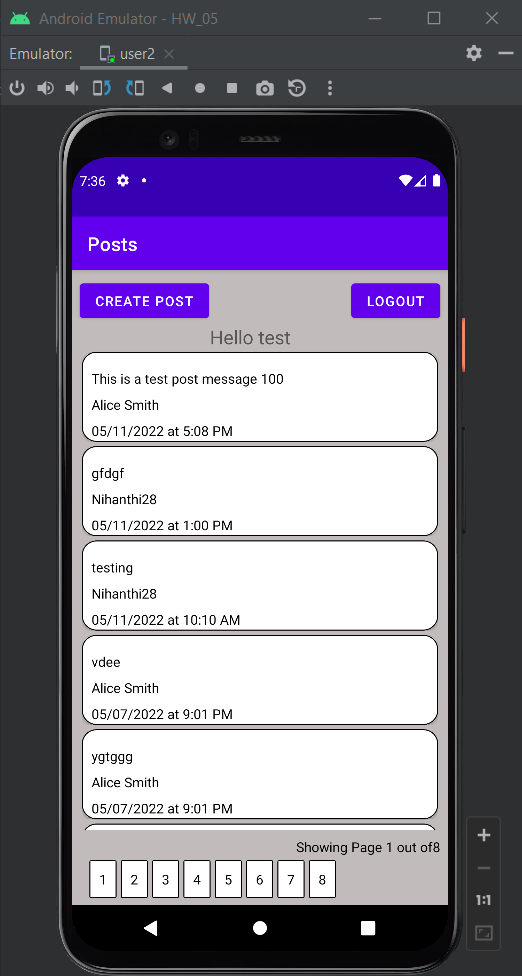 Android Emulator - HW_05
Emulator: user2
7:36
Posts
CREATE POST LOGOUT
Hello test
This is a test post message 100
Alice Smith
05/11/2022 at 5:08 PM
gfdgf
Nihanthi28
05/11/2022 at 1:00 PM
testing
Nihanthi28
05/11/2022 at 10:10 AM
vdee
Alice Smith
05/07/2022 at 9:01 PM
ygtggg
Alice Smith
05/07/2022 at 9:01 PM
Showing Page 1 out of8
1 2 3 4 5 6 7 8
1:1